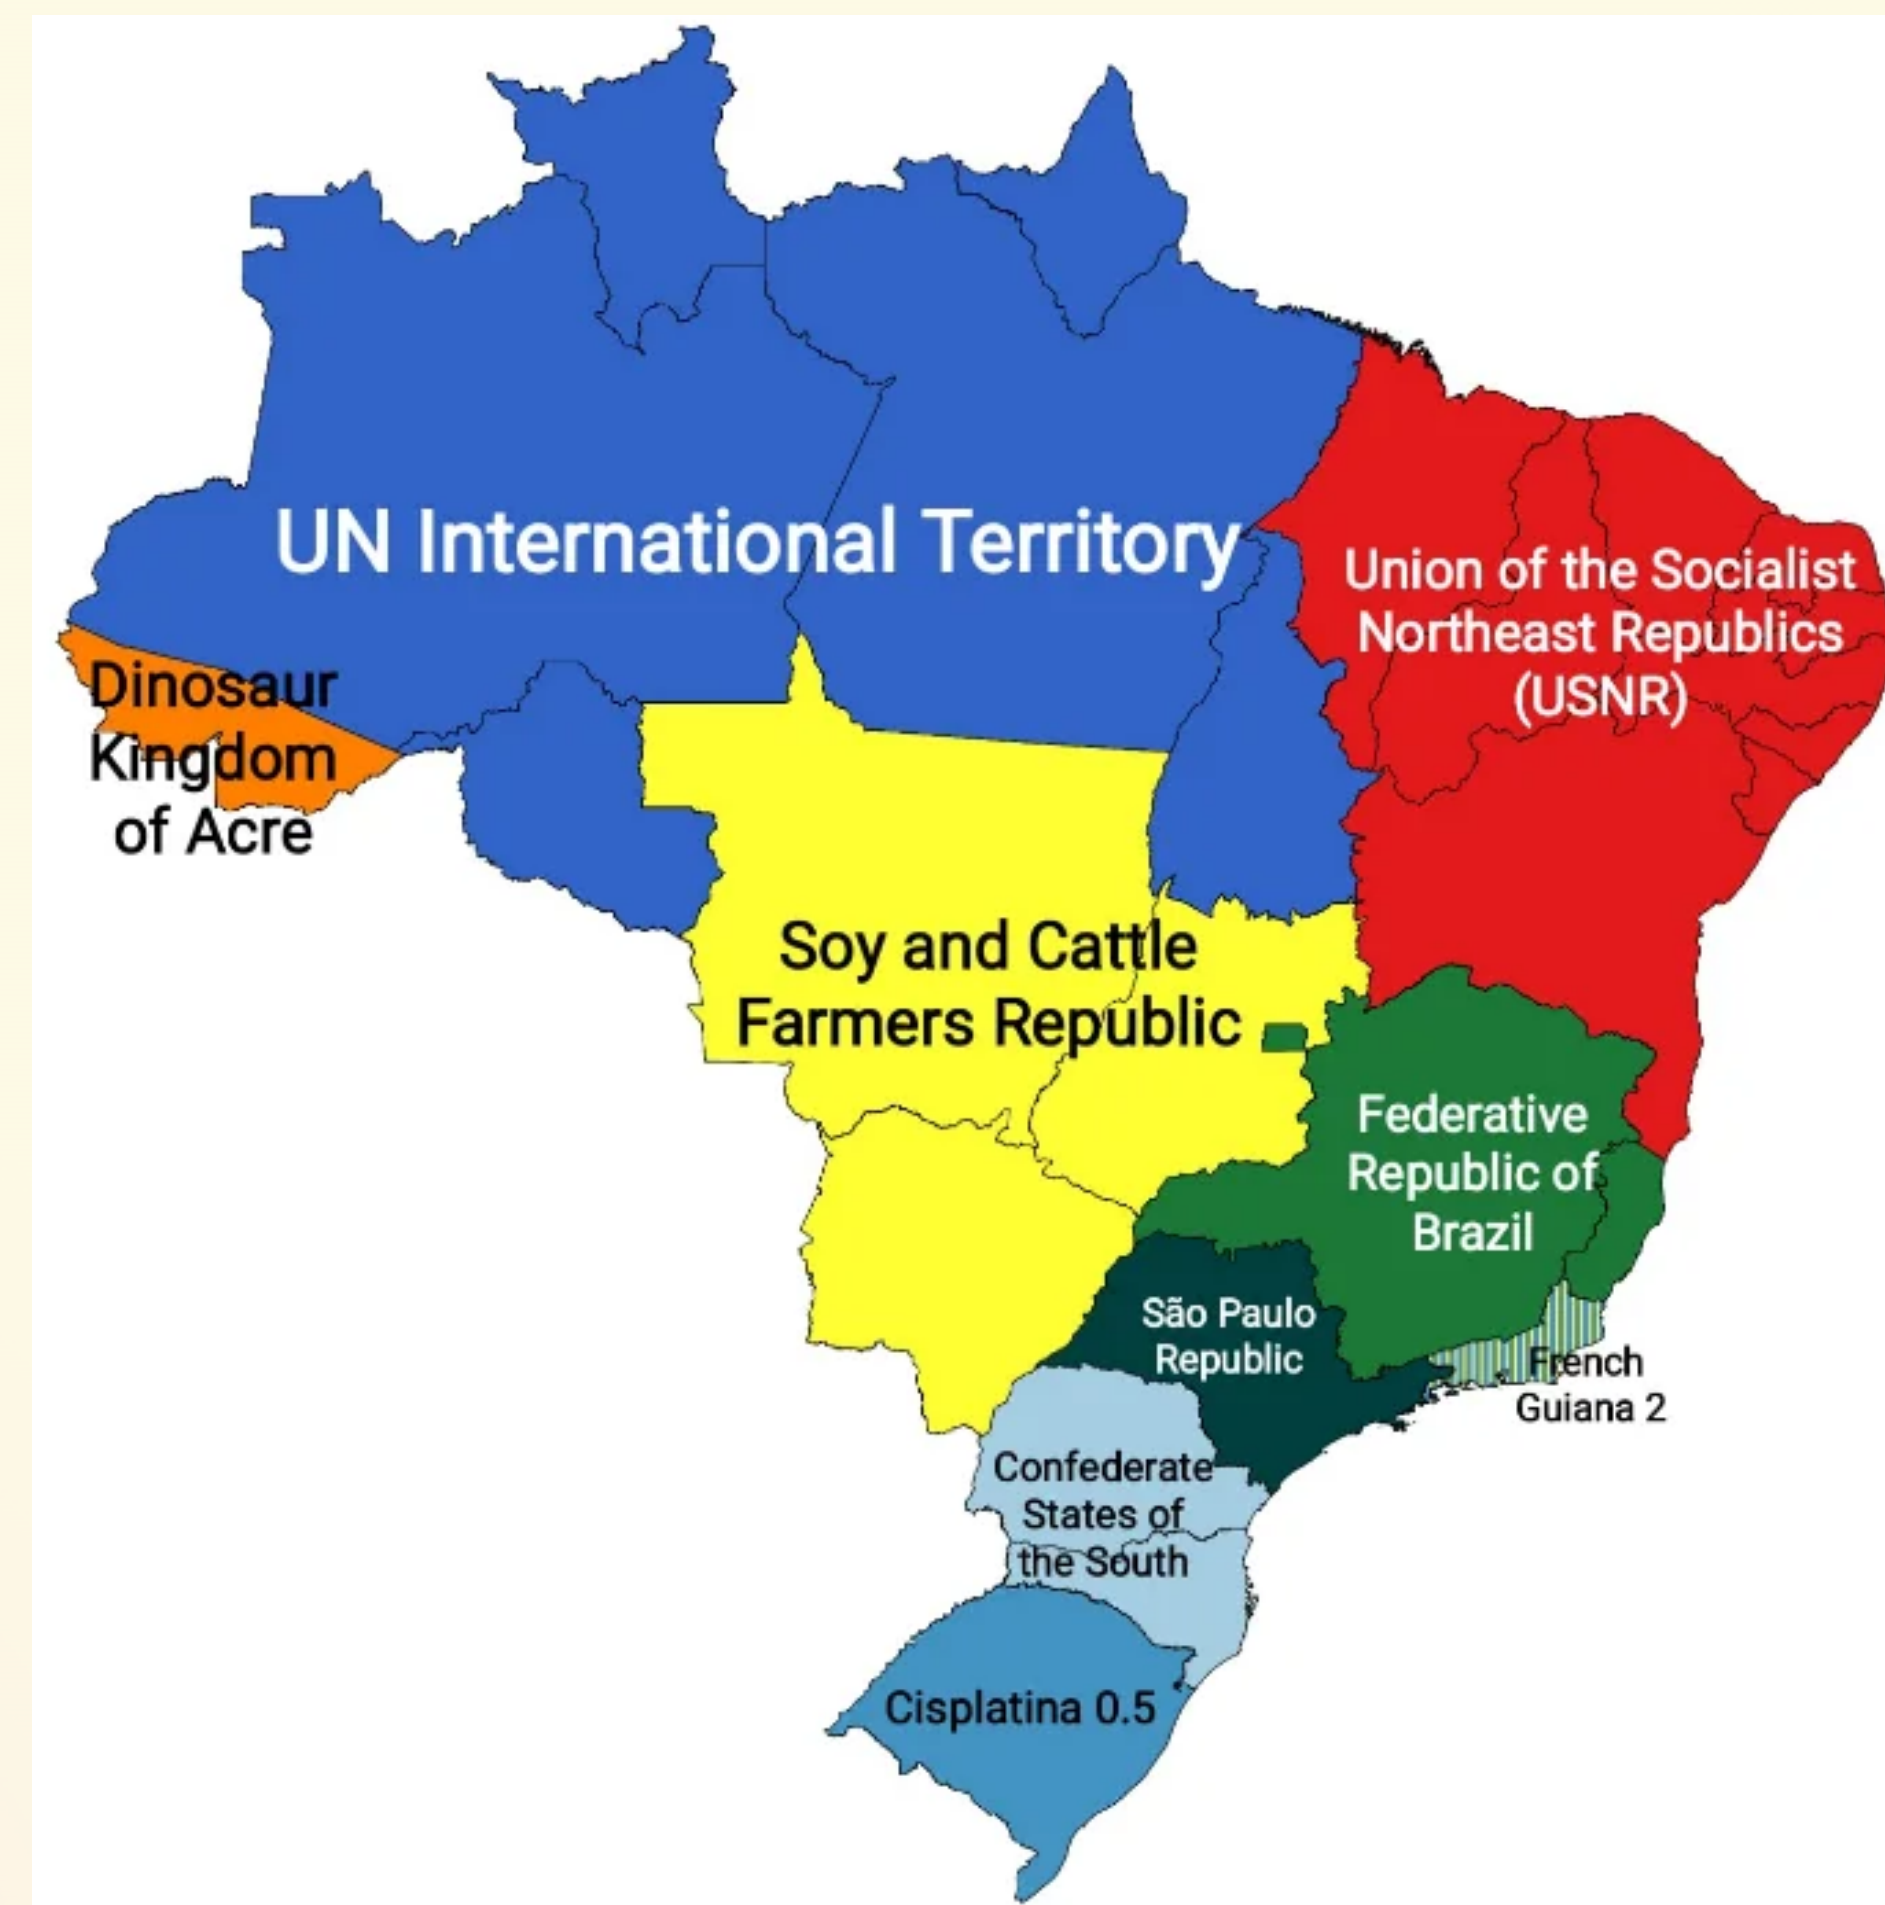 UN International Territory
Union of the Socialist
Northeast Republics
(USNR)
Dinosaur
Kingdom
of Acre
Soy and Cattle
Farmers Republic
Federative
Republic of
Brazil
São Paulo
Republic
French
Guiana 2
Confederate
States of
the South
Cisplatina 0.5